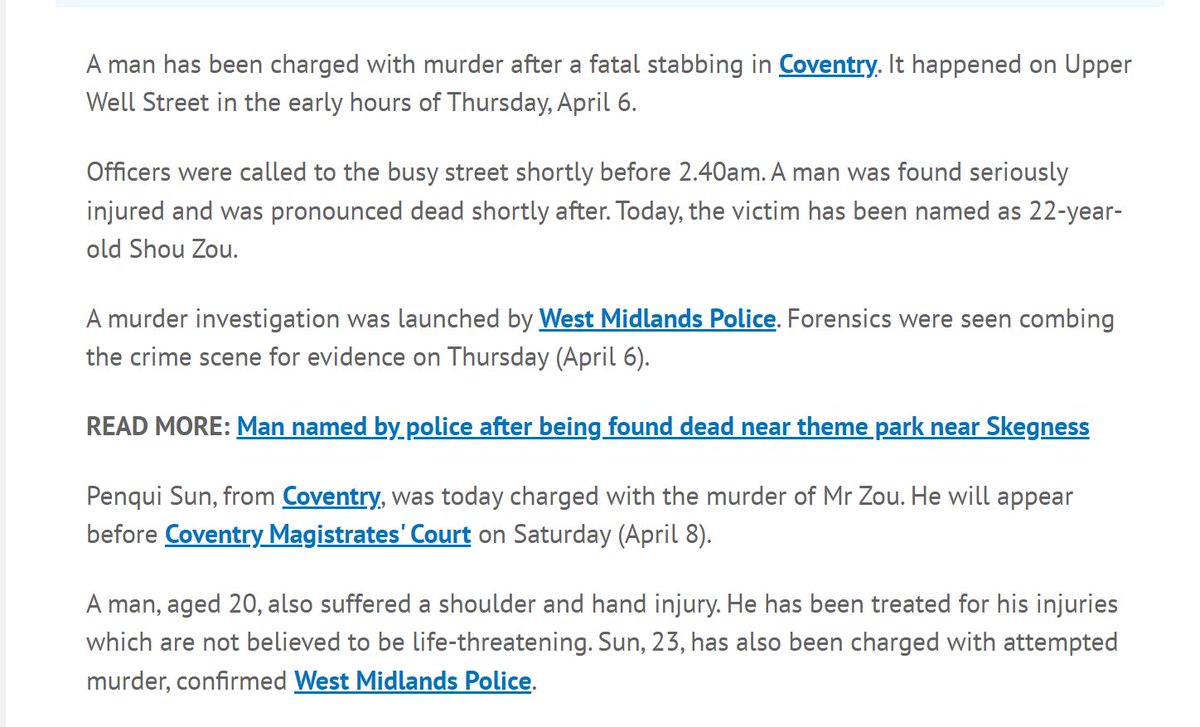 A man has been charged with murder after a fatal stabbing in Coventry. It happened on Upper
Well Street in the early hours of Thursday, April 6.
Officers were called to the busy street shortly before 2.40am. A man was found seriously
injured and was pronounced dead shortly after. Today, the victim has been named as 22-year-
old Shou Zou.
A murder investigation was launched by West Midlands Police. Forensics were seen combing
the crime scene for evidence on Thursday (April 6).
READ MORE: Man named by police after being found dead near theme park near Skegness
Penqui Sun, from Coventry, was today charged with the murder of Mr Zou. He will appear
before Coventry Magistrates' Court on Saturday (April 8).
A man, aged 20, also suffered a shoulder and hand injury. He has been treated for his injuries
which are not believed to be life-threatening. Sun, 23, has also been charged with attempted
murder, confirmed West Midlands Police.